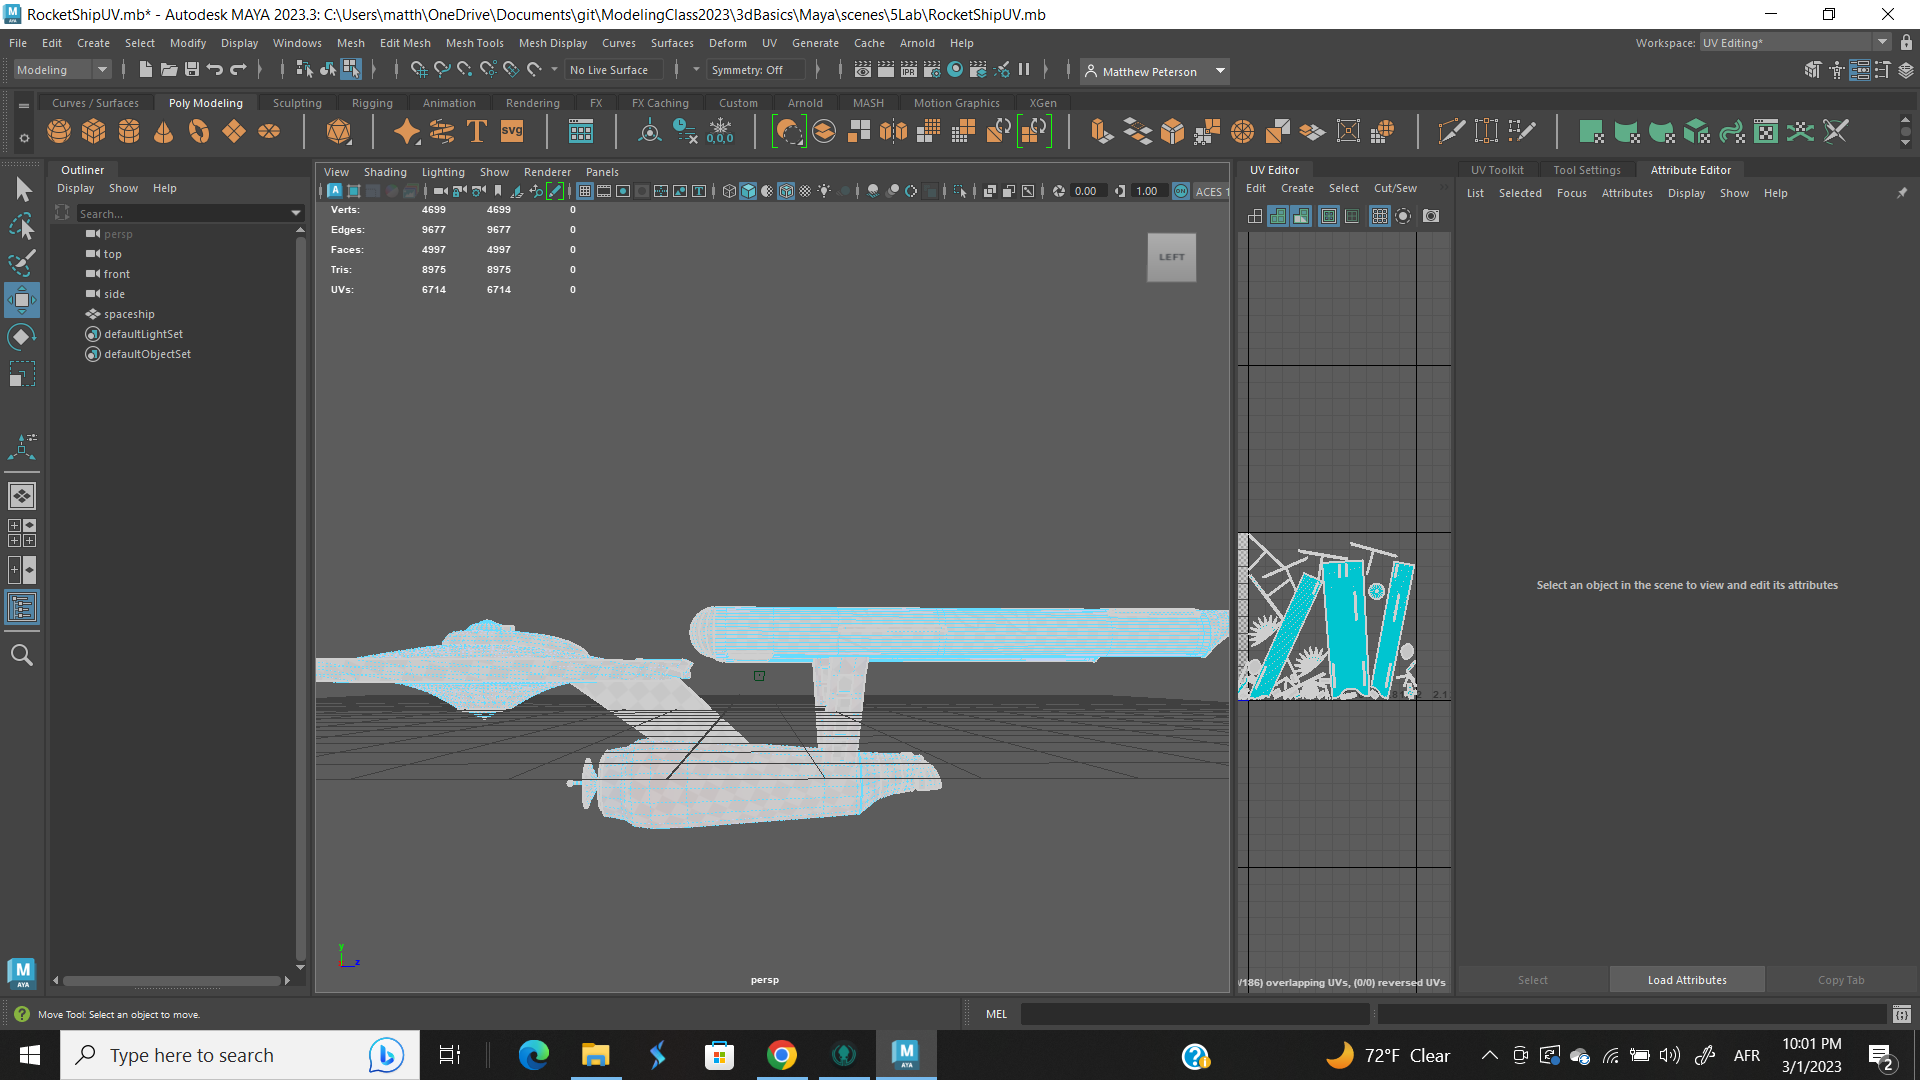 RocketShipUV.mb* - Autodesk MAYA 2023.3: C:\Users\matth\OneDrive\Documents\git\ModelingClass2023\3dBasics\Maya\scenes\5Lab\RocketShipUV.mb
File Edit Create Select Modify Display Windows Mesh Edit Mesh Mesh Tools Mesh Display Curves Surfaces Deform UV Generate Cache Arnold Help
Workspace: UV Editing*
Modeling
No Live Surface
Symmetry: Off
IPR
Matthew Peterson
Curves / Surfaces Poly Modeling Sculpting Rigging Animation Rendering FX FX Caching Custom Arnold MASH Motion Graphics XGen
T
SVG
0,0,0
Outliner
Display Show Help
Search...
persp
top
front
side
spaceship
defaultLightSet
defaultObjectSet
View Shading Lighting Show Renderer Panels
0.00
1.00
ON
ACES 1
Verts: 4699 4699 0
Edges: 9677 9677 0
Faces: 4997 4997 0
Tris: 8975 8975 0
UVs: 6714 6714 0
LEFT
y
z
persp
UV Editor
Edit Create Select Cut/Sew
/186) overlapping UVs, (0/0) reversed UVs
UV Toolkit Tool Settings Attribute Editor
List Selected Focus Attributes Display Show Help
Select an object in the scene to view and edit its attributes
Select
Load Attributes
Copy Tab
M
AYA
Move Tool: Select an object to move.
MEL
Type here to search
72°F Clear
AFR
10:01 PM
3/1/2023
2